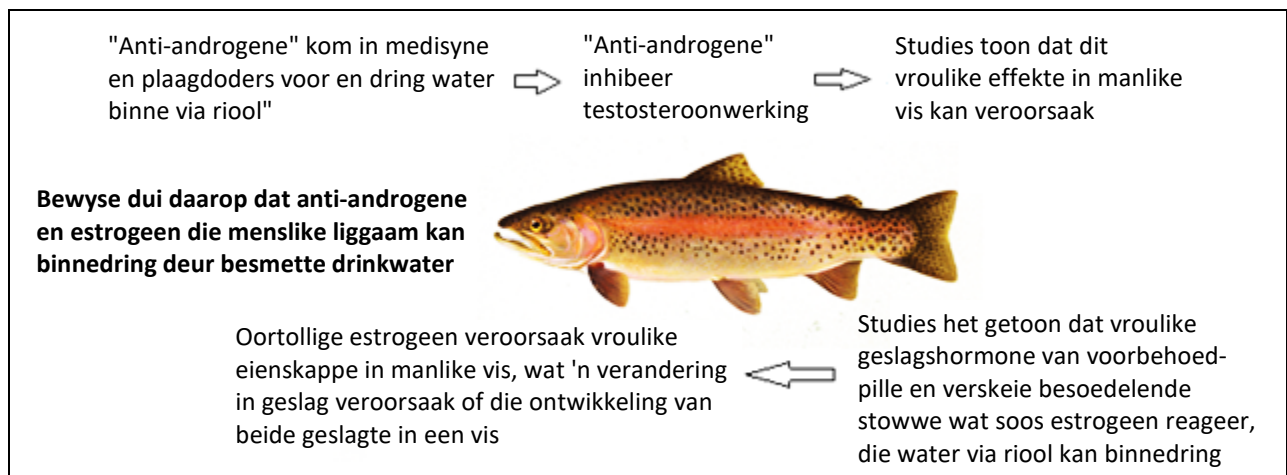 "Anti-androgene" kom in medisyne
en plaagdoders voor en dring water
binne via riool"
"Anti-androgene"
inhibeer
testosteroonwerking
Studies toon dat dit
vroulike effekte in manlike
vis kan veroorsaak
Bewyse dui daarop dat anti-androgene
en estrogeen die menslike liggaam kan
binnedring deur besmette drinkwater
Studies het getoon dat vroulike
geslagshormone van voorbehoed-
pille en verskeie besoedelende
stowwe wat soos estrogeen reageer,
die water via riool kan binnedring
Oortollige estrogeen veroorsaak vroulike
eienskappe in manlike vis, wat 'n verandering
in geslag veroorsaak of die ontwikkeling van
beide geslagte in een vis